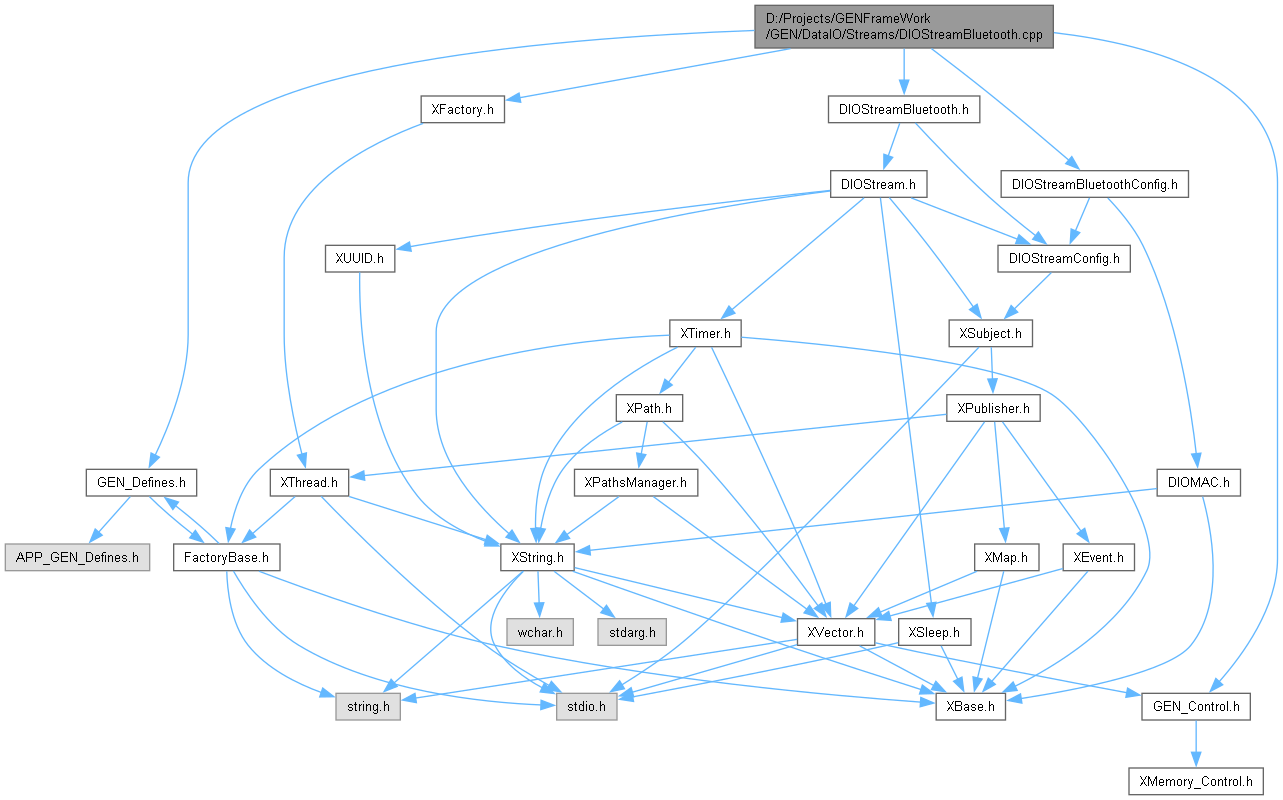 D:/Projects/GENFrameWork
/GEN/DataIO/Streams/DIOStreamBluetooth.cpp
XFactory.h
DIOStreamBluetooth.h
DIOStream.h
DIOStreamBluetoothConfig.h
XUUID.h
DIOStreamConfig.h
XTimer.h
XSubject.h
XPath.h
XPublisher.h
GEN_Defines.h
XThread.h
XPathsManager.h
DIOMAC.h
APP_GEN_Defines.h
FactoryBase.h
XString.h
XMap.h
XEvent.h
wchar.h
stdarg.h
XVector.h
XSleep.h
string.h
stdio.h
XBase.h
GEN_Control.h
XMemory_Control.h